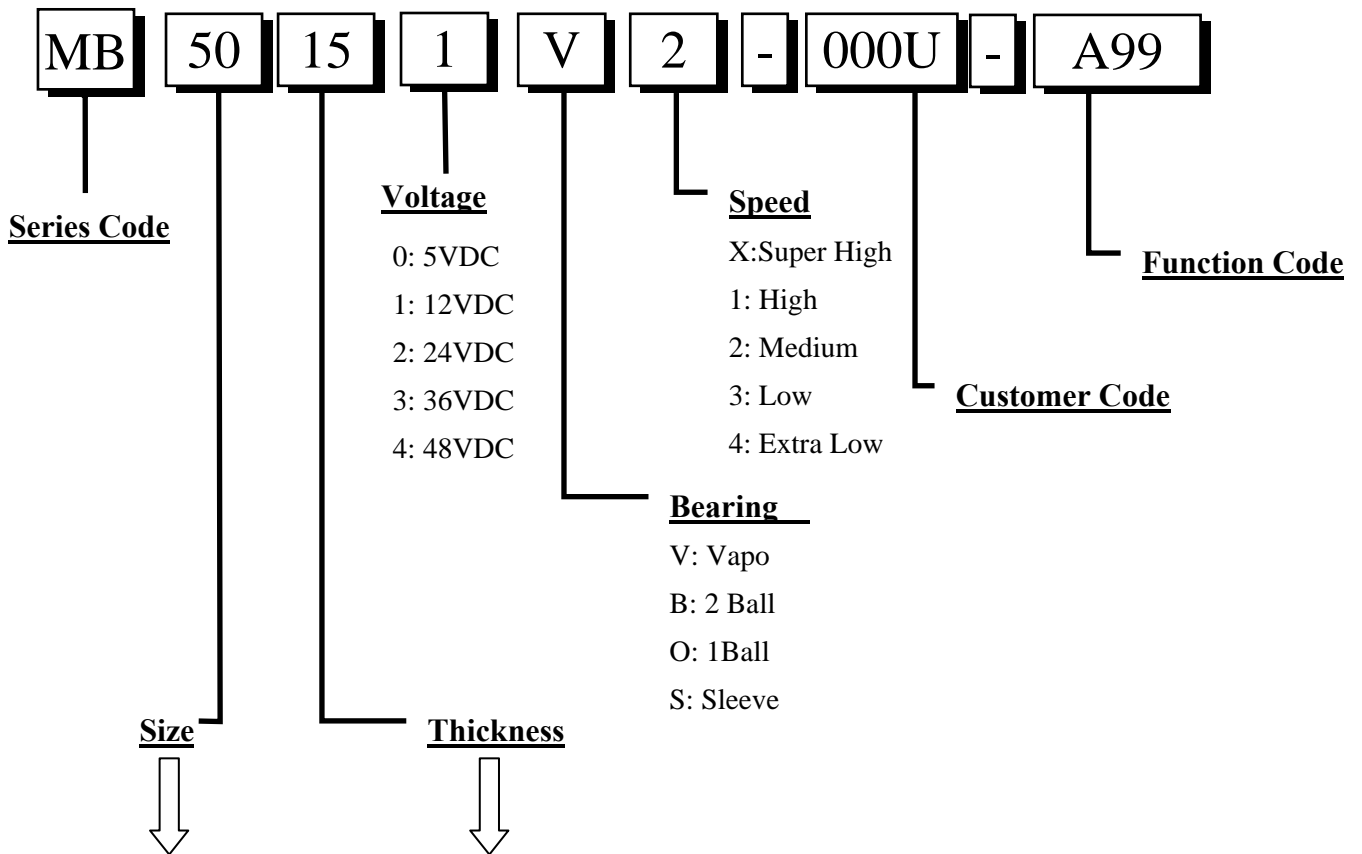 MB 50 15 1 V 2 - 000U - A99
Series Code
Voltage
0: 5VDC
1: 12VDC
2: 24VDC
3: 36VDC
4: 48VDC
Speed
X:Super High
1: High
2: Medium
3: Low
4: Extra Low
Function Code
Customer Code
Bearing
V: Vapo
B: 2 Ball
O: 1Ball
S: Sleeve
Size
Thickness